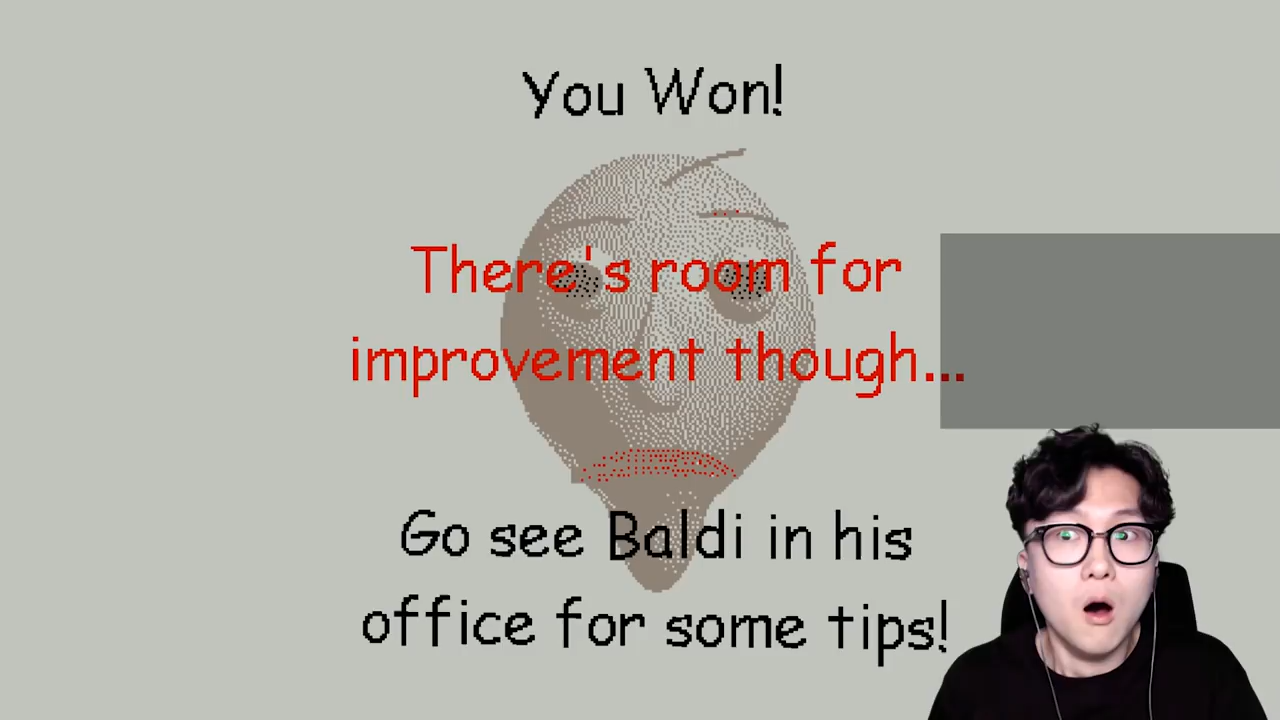 You Won!
There's room for
improvement though...
Go see Baldi in his
office for some tips!